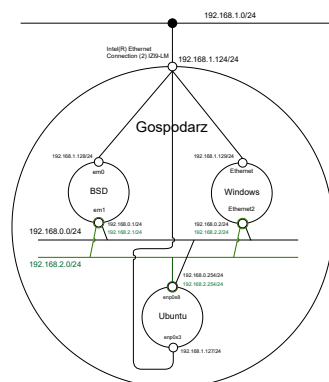 192.168.1.0/24
Intel(R) Ethernet
Connection (2) I219-LM
192.168.1.124/24
Gospodarz
192.168.1.128/24
192.168.1.129/24
em0
Ethernet
BSD
Windows
em1
Ethernet2
192.168.0.1/24
192.168.2.1/24
192.168.0.2/24
192.168.2.2/24
192.168.0.0/24
192.168.2.0/24
192.168.0.254/24
192.168.2.254/24
enp0s8
Ubuntu
enp0s3
192.168.1.127/24